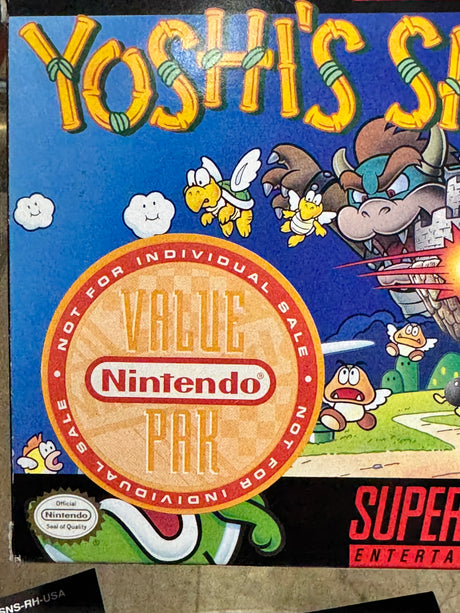 YOSHI'S
NOT FOR INDIVIDUAL SALE • NOT FOR INDIVIDUAL SALE •
VALUE
Nintendo®
PAK
Official
Nintendo
Seal of Quality
SUPER
ENTERTA
SNS-RH-USA